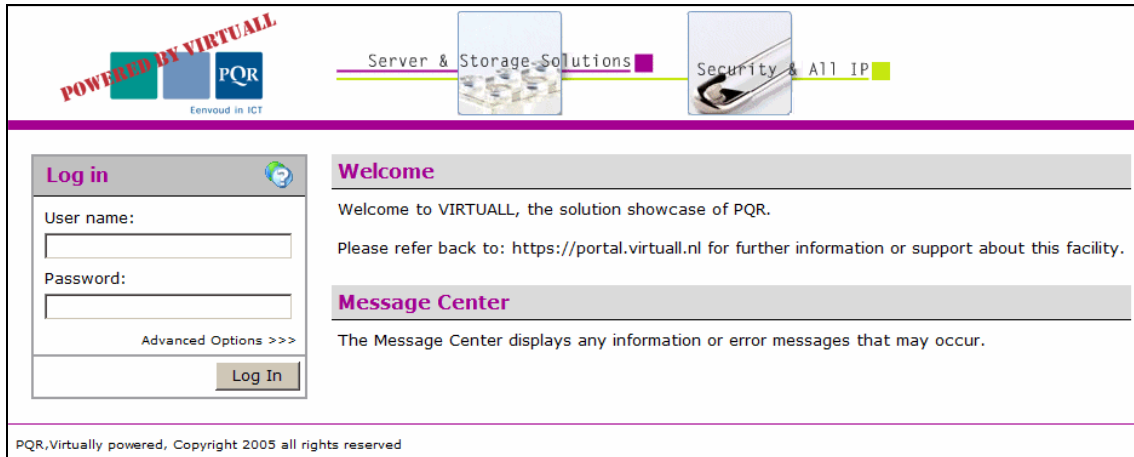 POWERED BY VIRTUALL
PQR
Eenvoud in ICT
Server & Storage Solutions
Security & All IP
Log in
User name:
Password:
Advanced Options >>>
Log In
Welcome
Welcome to VIRTUALL, the solution showcase of PQR.
Please refer back to: https://portal.virtuall.nl for further information or support about this facility.
Message Center
The Message Center displays any information or error messages that may occur.
PQR,Virtually powered, Copyright 2005 all rights reserved